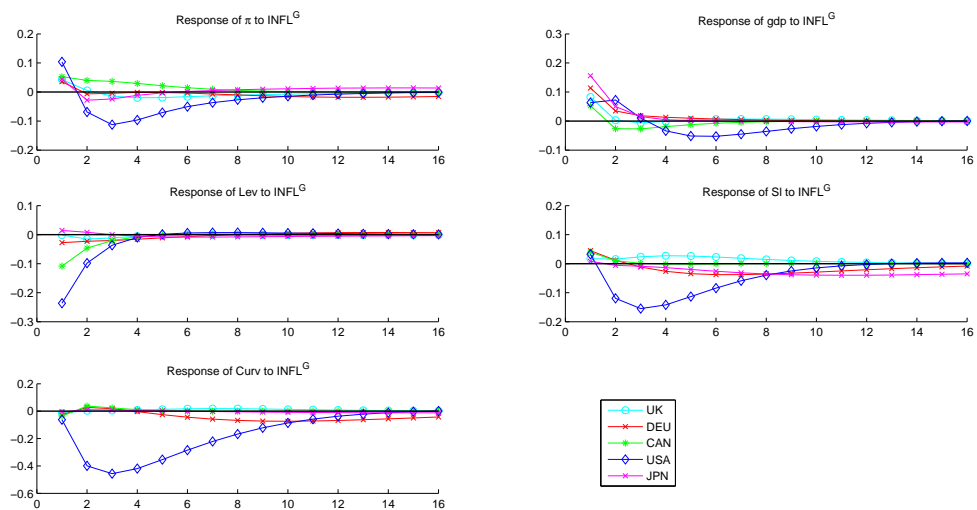 Response of π to INFL^G
0.2
0.1
0
-0.1
-0.2
0 2 4 6 8 10 12 14 16
Response of gdp to INFL^G
0.3
0.2
0.1
0
-0.1
0 2 4 6 8 10 12 14 16
Response of Lev to INFL^G
0.1
0
-0.1
-0.2
-0.3
0 2 4 6 8 10 12 14 16
Response of Sl to INFL^G
0.2
0.1
0
-0.1
-0.2
0 2 4 6 8 10 12 14 16
Response of Curv to INFL^G
0.2
0
-0.2
-0.4
-0.6
0 2 4 6 8 10 12 14 16
UK
DEU
CAN
USA
JPN